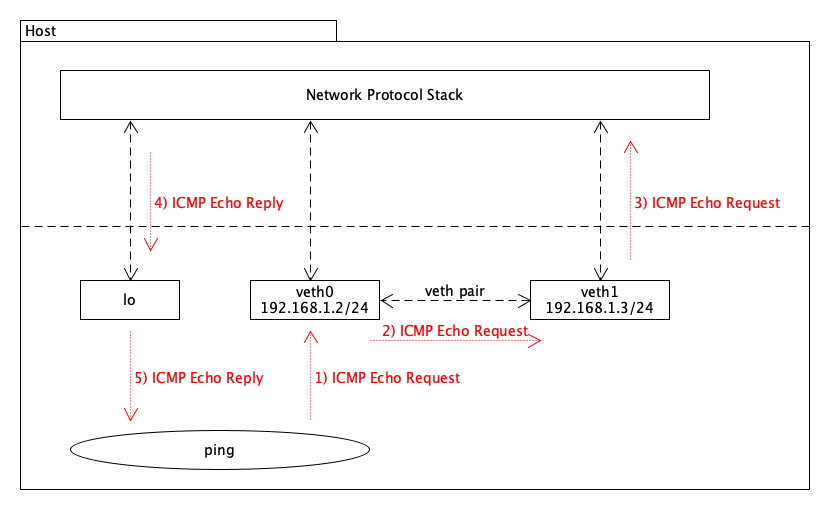 Host
Network Protocol Stack
4) ICMP Echo Reply
3) ICMP Echo Request
lo
veth0
192.168.1.2/24
veth pair
veth1
192.168.1.3/24
2) ICMP Echo Request
5) ICMP Echo Reply
1) ICMP Echo Request
ping